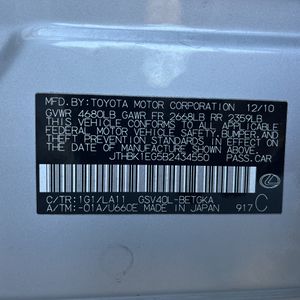 MFD. BY: TOYOTA MOTOR CORPORATION 12/10
GVWR 4680LB GAWR FR 2668LB RR 2359LB
THIS VEHICLE CONFORMS TO ALL APPLICABLE
FEDERAL MOTOR VEHICLE SAFETY, BUMPER, AND
THEFT PREVENTION STANDARDS IN EFFECT ON
THE DATE OF MANUFACTURE SHOWN ABOVE.
JTHBK1EG5B2434550 PASS.CAR
C/TR: 1G1/LA11 GSV40L-BETGKA
A/TM: -01A/U66CE MADE IN JAPAN 917 C